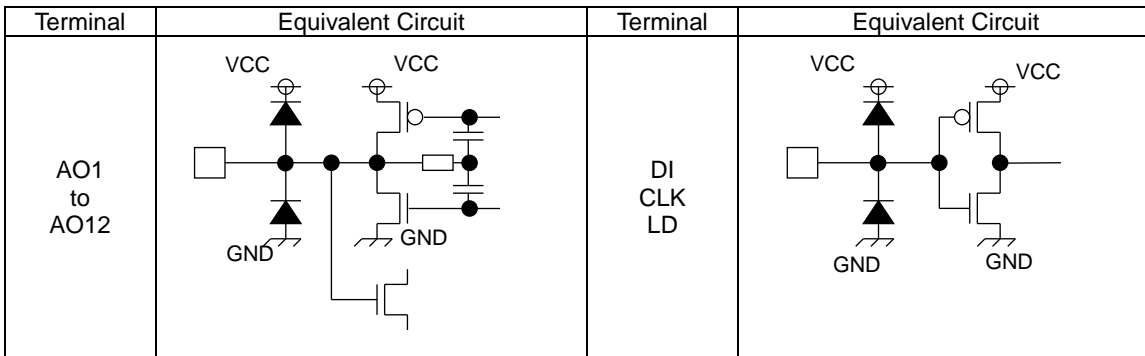 Terminal Equivalent Circuit Terminal Equivalent Circuit
VCC VCC VCC VCC
AO1
to
AO12
DI
CLK
LD
GND GND GND GND